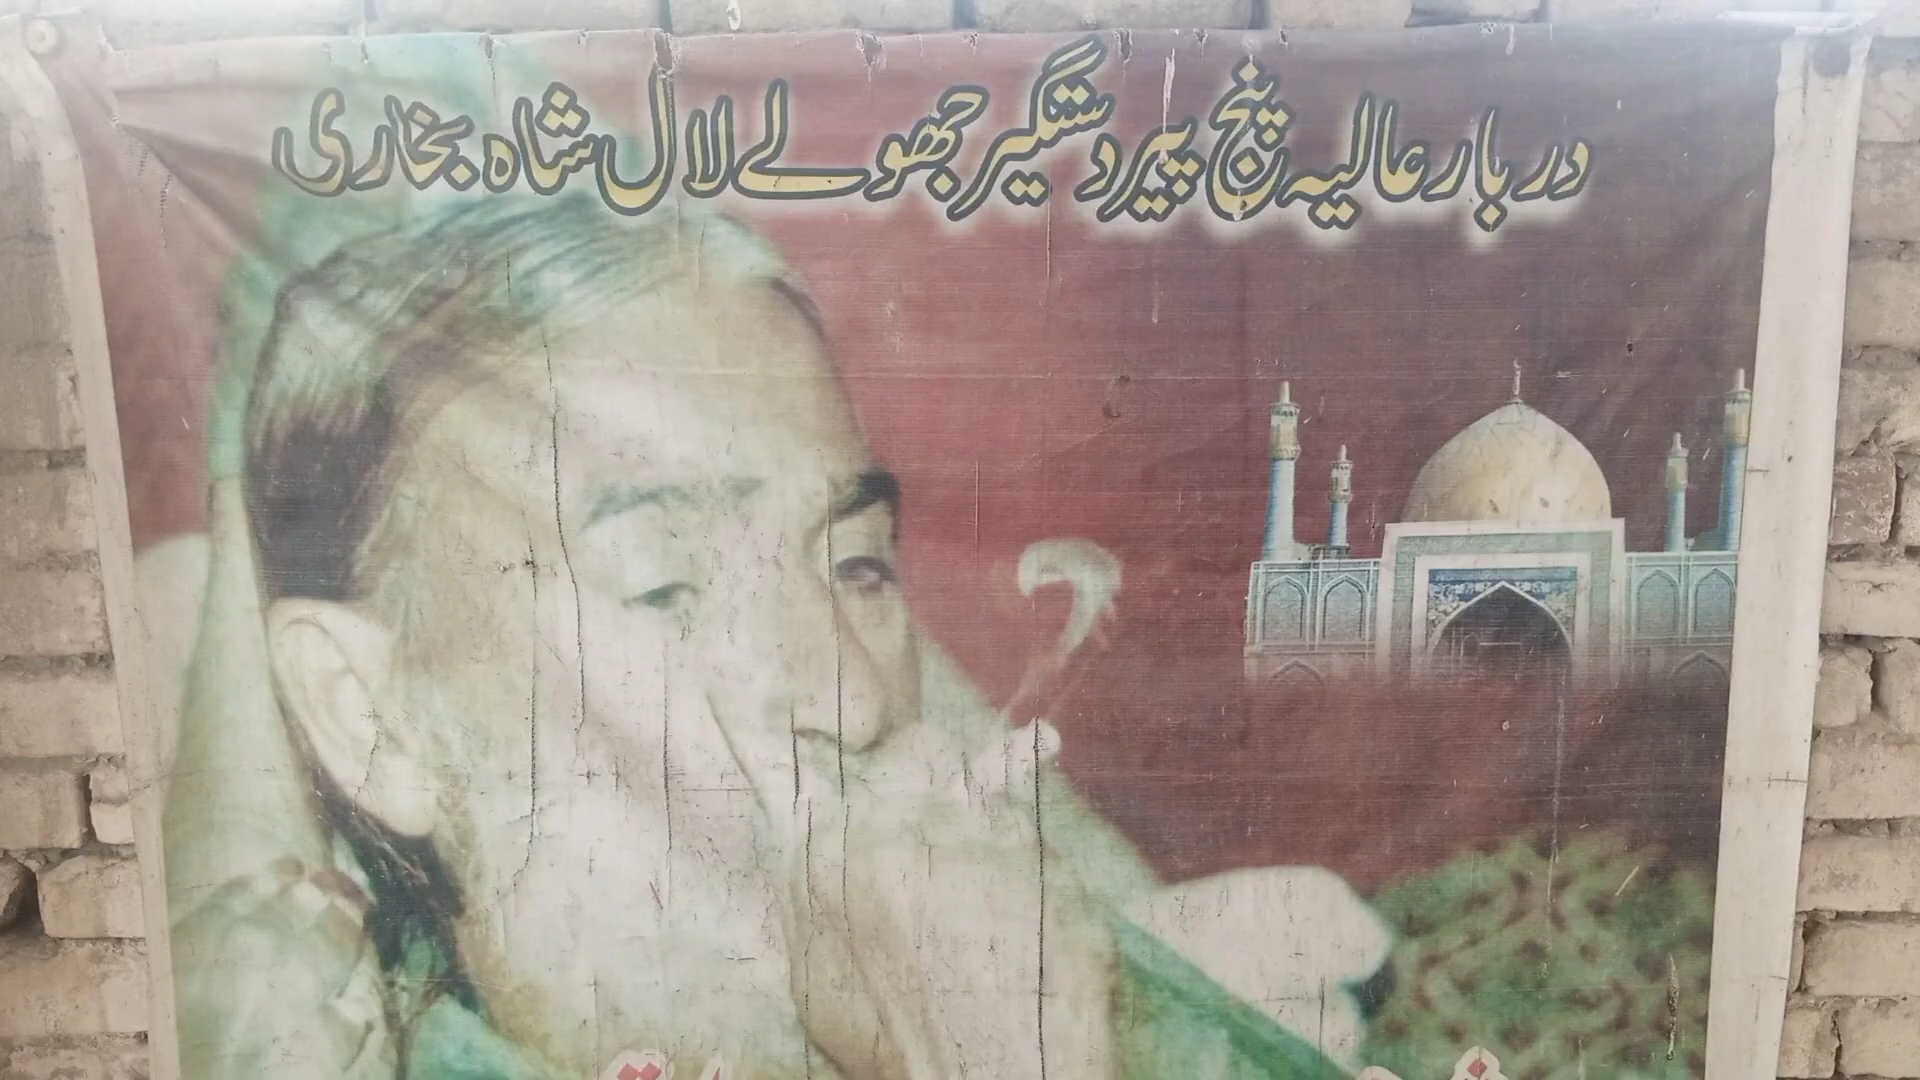 دربار عالیہ پنج پیر دستگیر جھولے لال شاہ بخاری